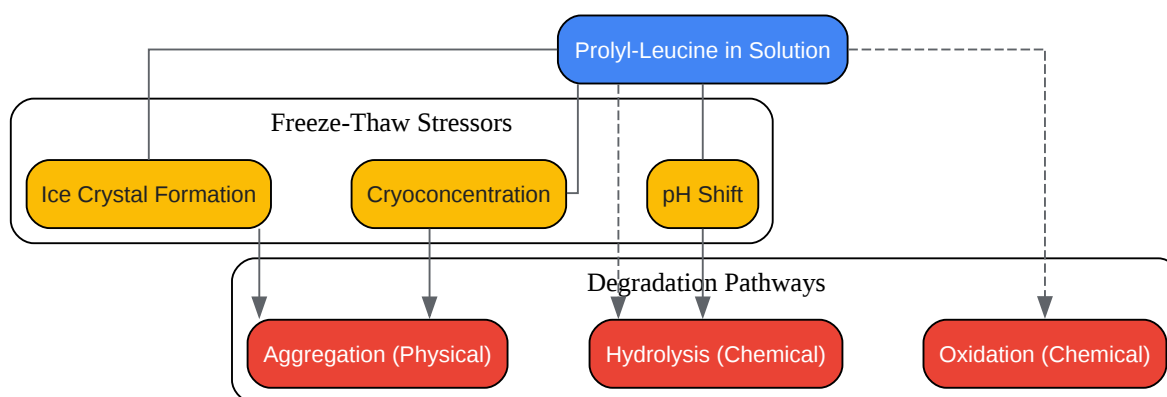 Prolyl-Leucine in Solution
Freeze-Thaw Stressors
Ice Crystal Formation
Cryoconcentration
pH Shift
Degradation Pathways
Aggregation (Physical)
Hydrolysis (Chemical)
Oxidation (Chemical)